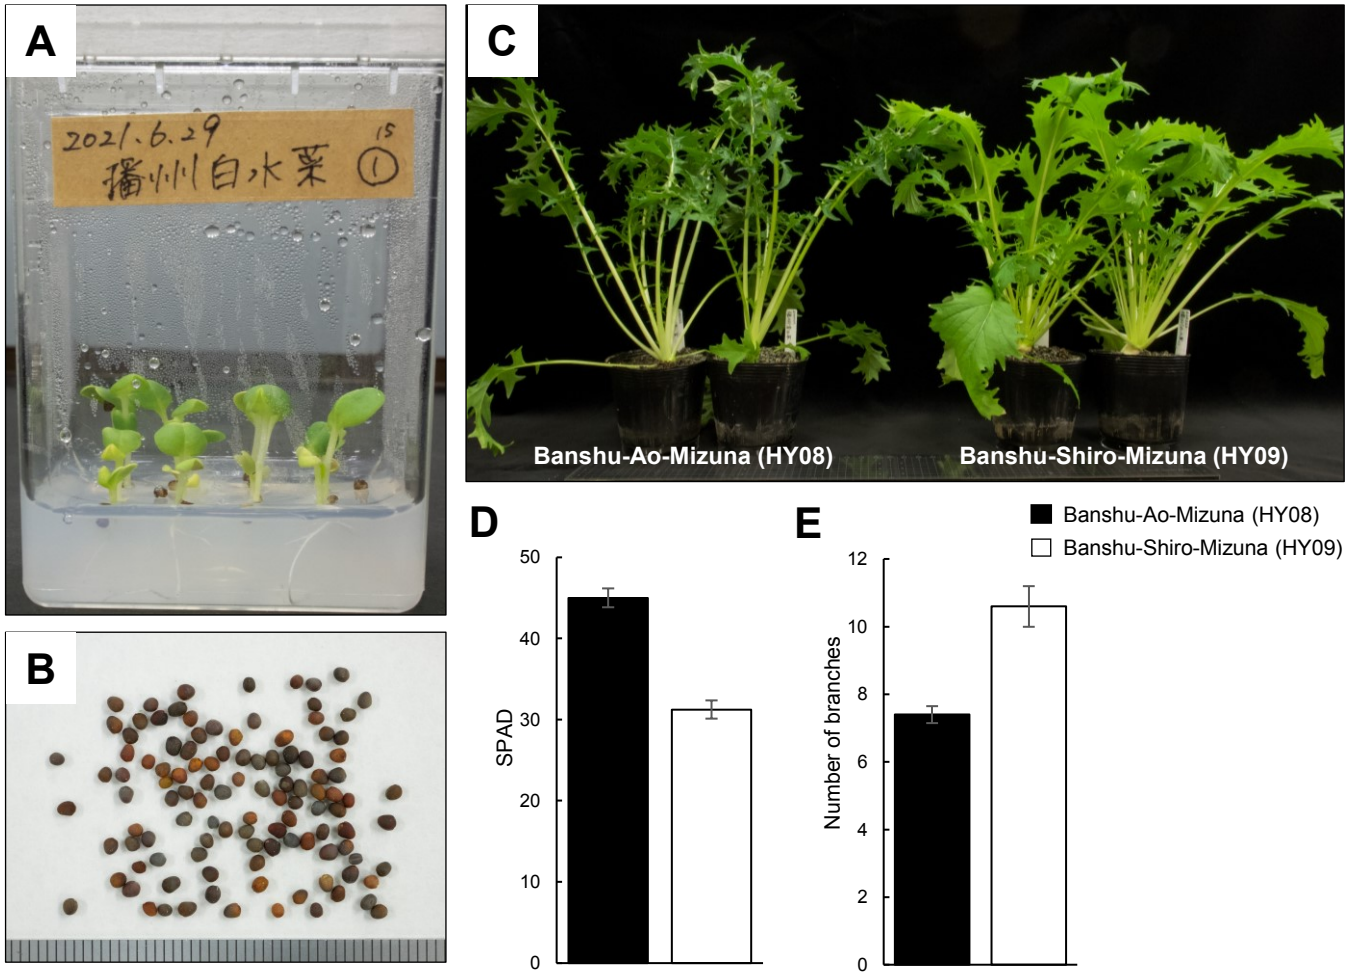 A
2021.6.29
15
播州白水菜
①
B
C
Banshu-Ao-Mizuna (HY08)
Banshu-Shiro-Mizuna (HY09)
D
50
40
30
20
10
0
SPAD
E
Banshu-Ao-Mizuna (HY08)
Banshu-Shiro-Mizuna (HY09)
12
10
8
6
4
2
0
Number of branches